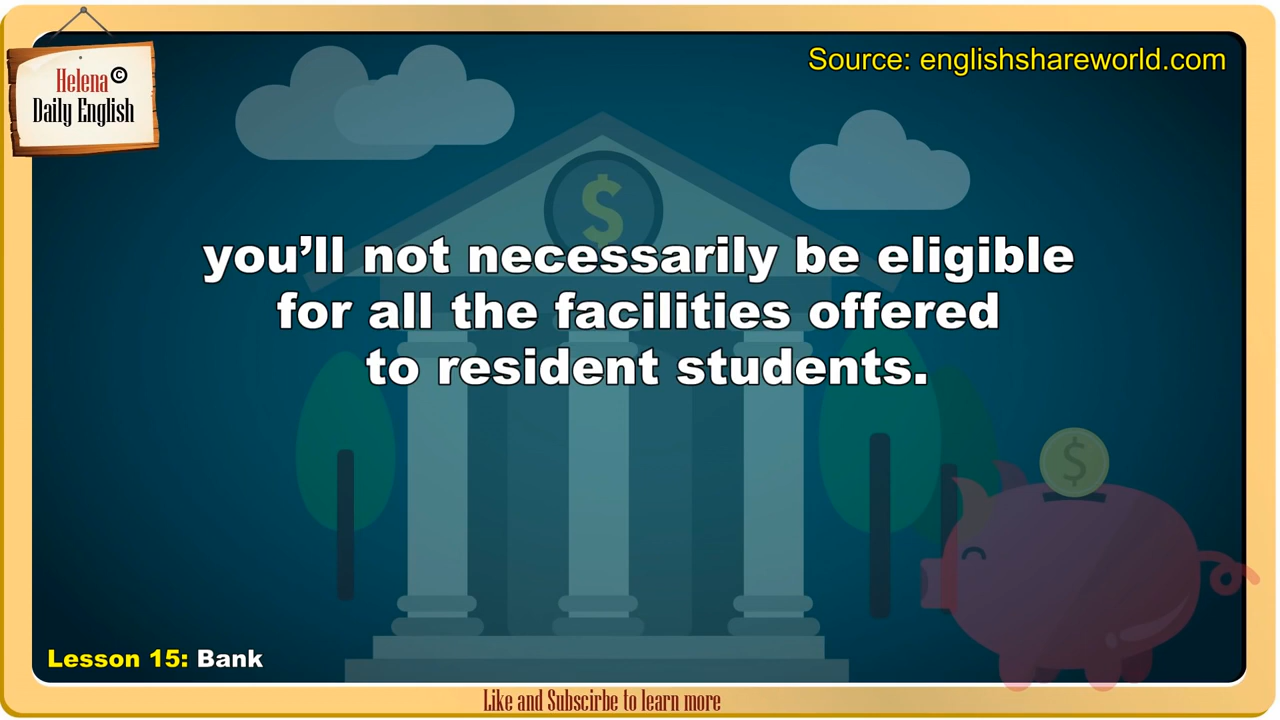 Helena ©
Daily English
Source: englishshareworld.com
$
you’ll not necessarily be eligible
for all the facilities offered
to resident students.
$
Lesson 15: Bank
Like and Subscirbe to learn more